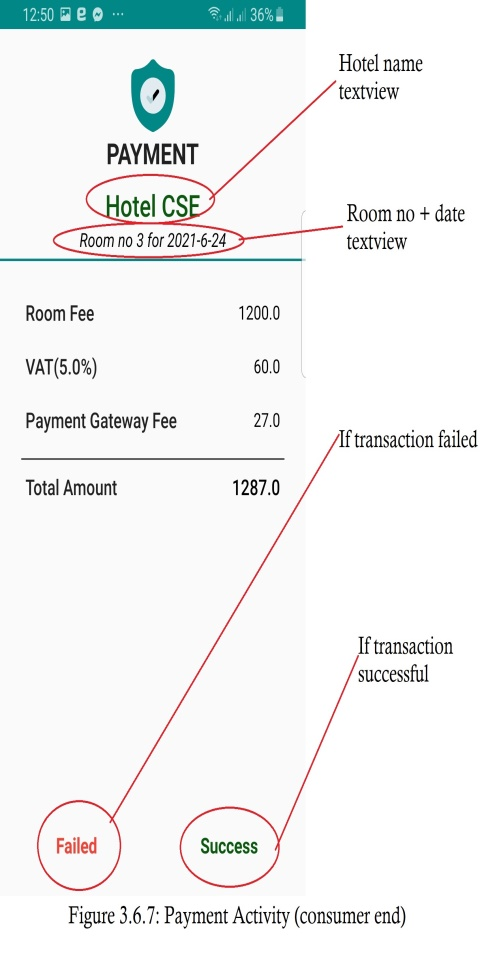 12:50 ... 36%
Hotel name
textview
PAYMENT
Hotel CSE
Room no + date
textview
Room no 3 for 2021-6-24
Room Fee 1200.0
VAT(5.0%) 60.0
Payment Gateway Fee 27.0
If transaction failed
Total Amount 1287.0
If transaction
successful
Failed Success
Figure 3.6.7: Payment Activity (consumer end)